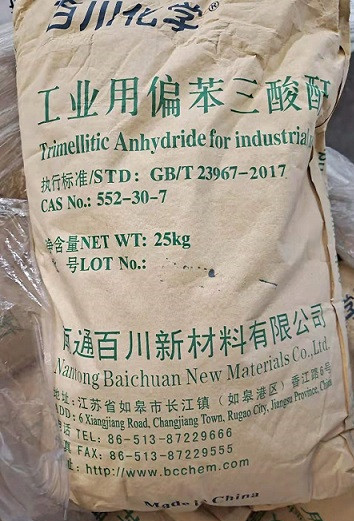 百川化学
工业用偏苯三酸酐
Trimellitic Anhydride for industrial
执行标准/STD: GB/T 23967-2017
CAS No.: 552-30-7
净含量NET WT: 25kg
号LOT No.:
南通百川新材料有限公司
Nantong Baichuan New Materials Co.,Ltd.
地址:江苏省如皋市长江镇(如皋港区)香江路6号
ADD: 6 Xiangjiang Road, Changjiang Town, Rugao City, Jiangsu Province, China
电话 TEL: 86-513-87229666
真 FAX: 86-513-87229555
址: http://www.bcchem.com
Made in China